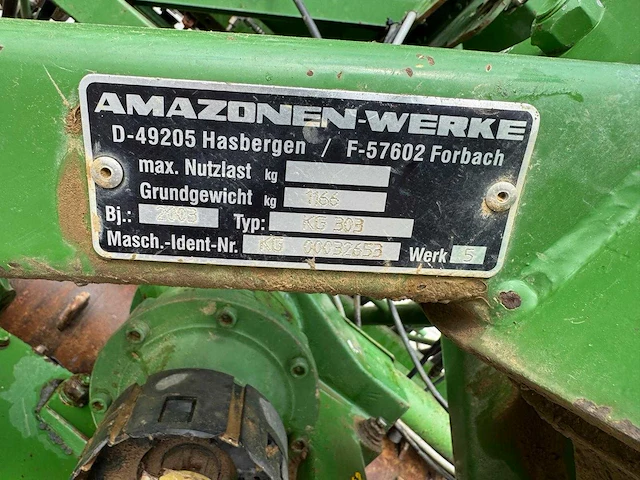 AMAZONEN-WERKE
D-49205 Hasbergen / F-57602 Forbach
max. Nutzlast kg
Grundgewicht kg 1166
Bj.: 2003 Typ: KG 303
Masch.-Ident-Nr. KG 00032653 Werk 5